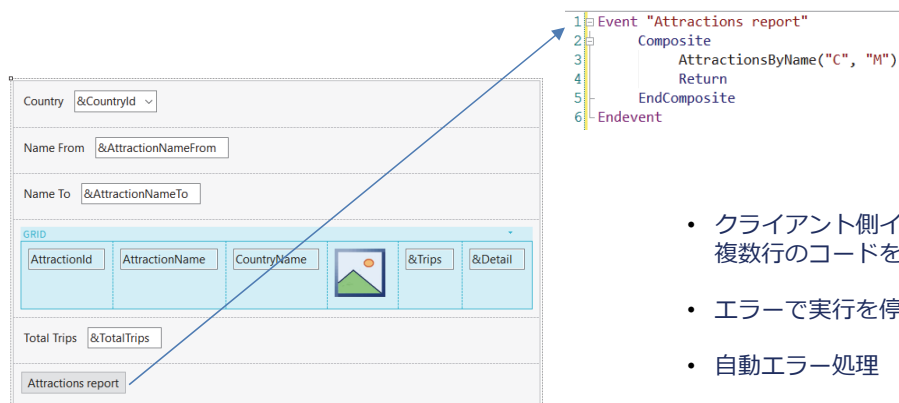 1 Event "Attractions report"
2 Composite
3 AttractionsByName("C", "M")
4 Return
5 EndComposite
6 Endevent
Country &CountryId
Name From &AttractionNameFrom
Name To &AttractionNameTo
GRID
AttractionId AttractionName CountryName &Trips &Detail
Total Trips &TotalTrips
Attractions report
• クライアント側イ
複数行のコードを
• エラーで実行を停
• 自動エラー処理